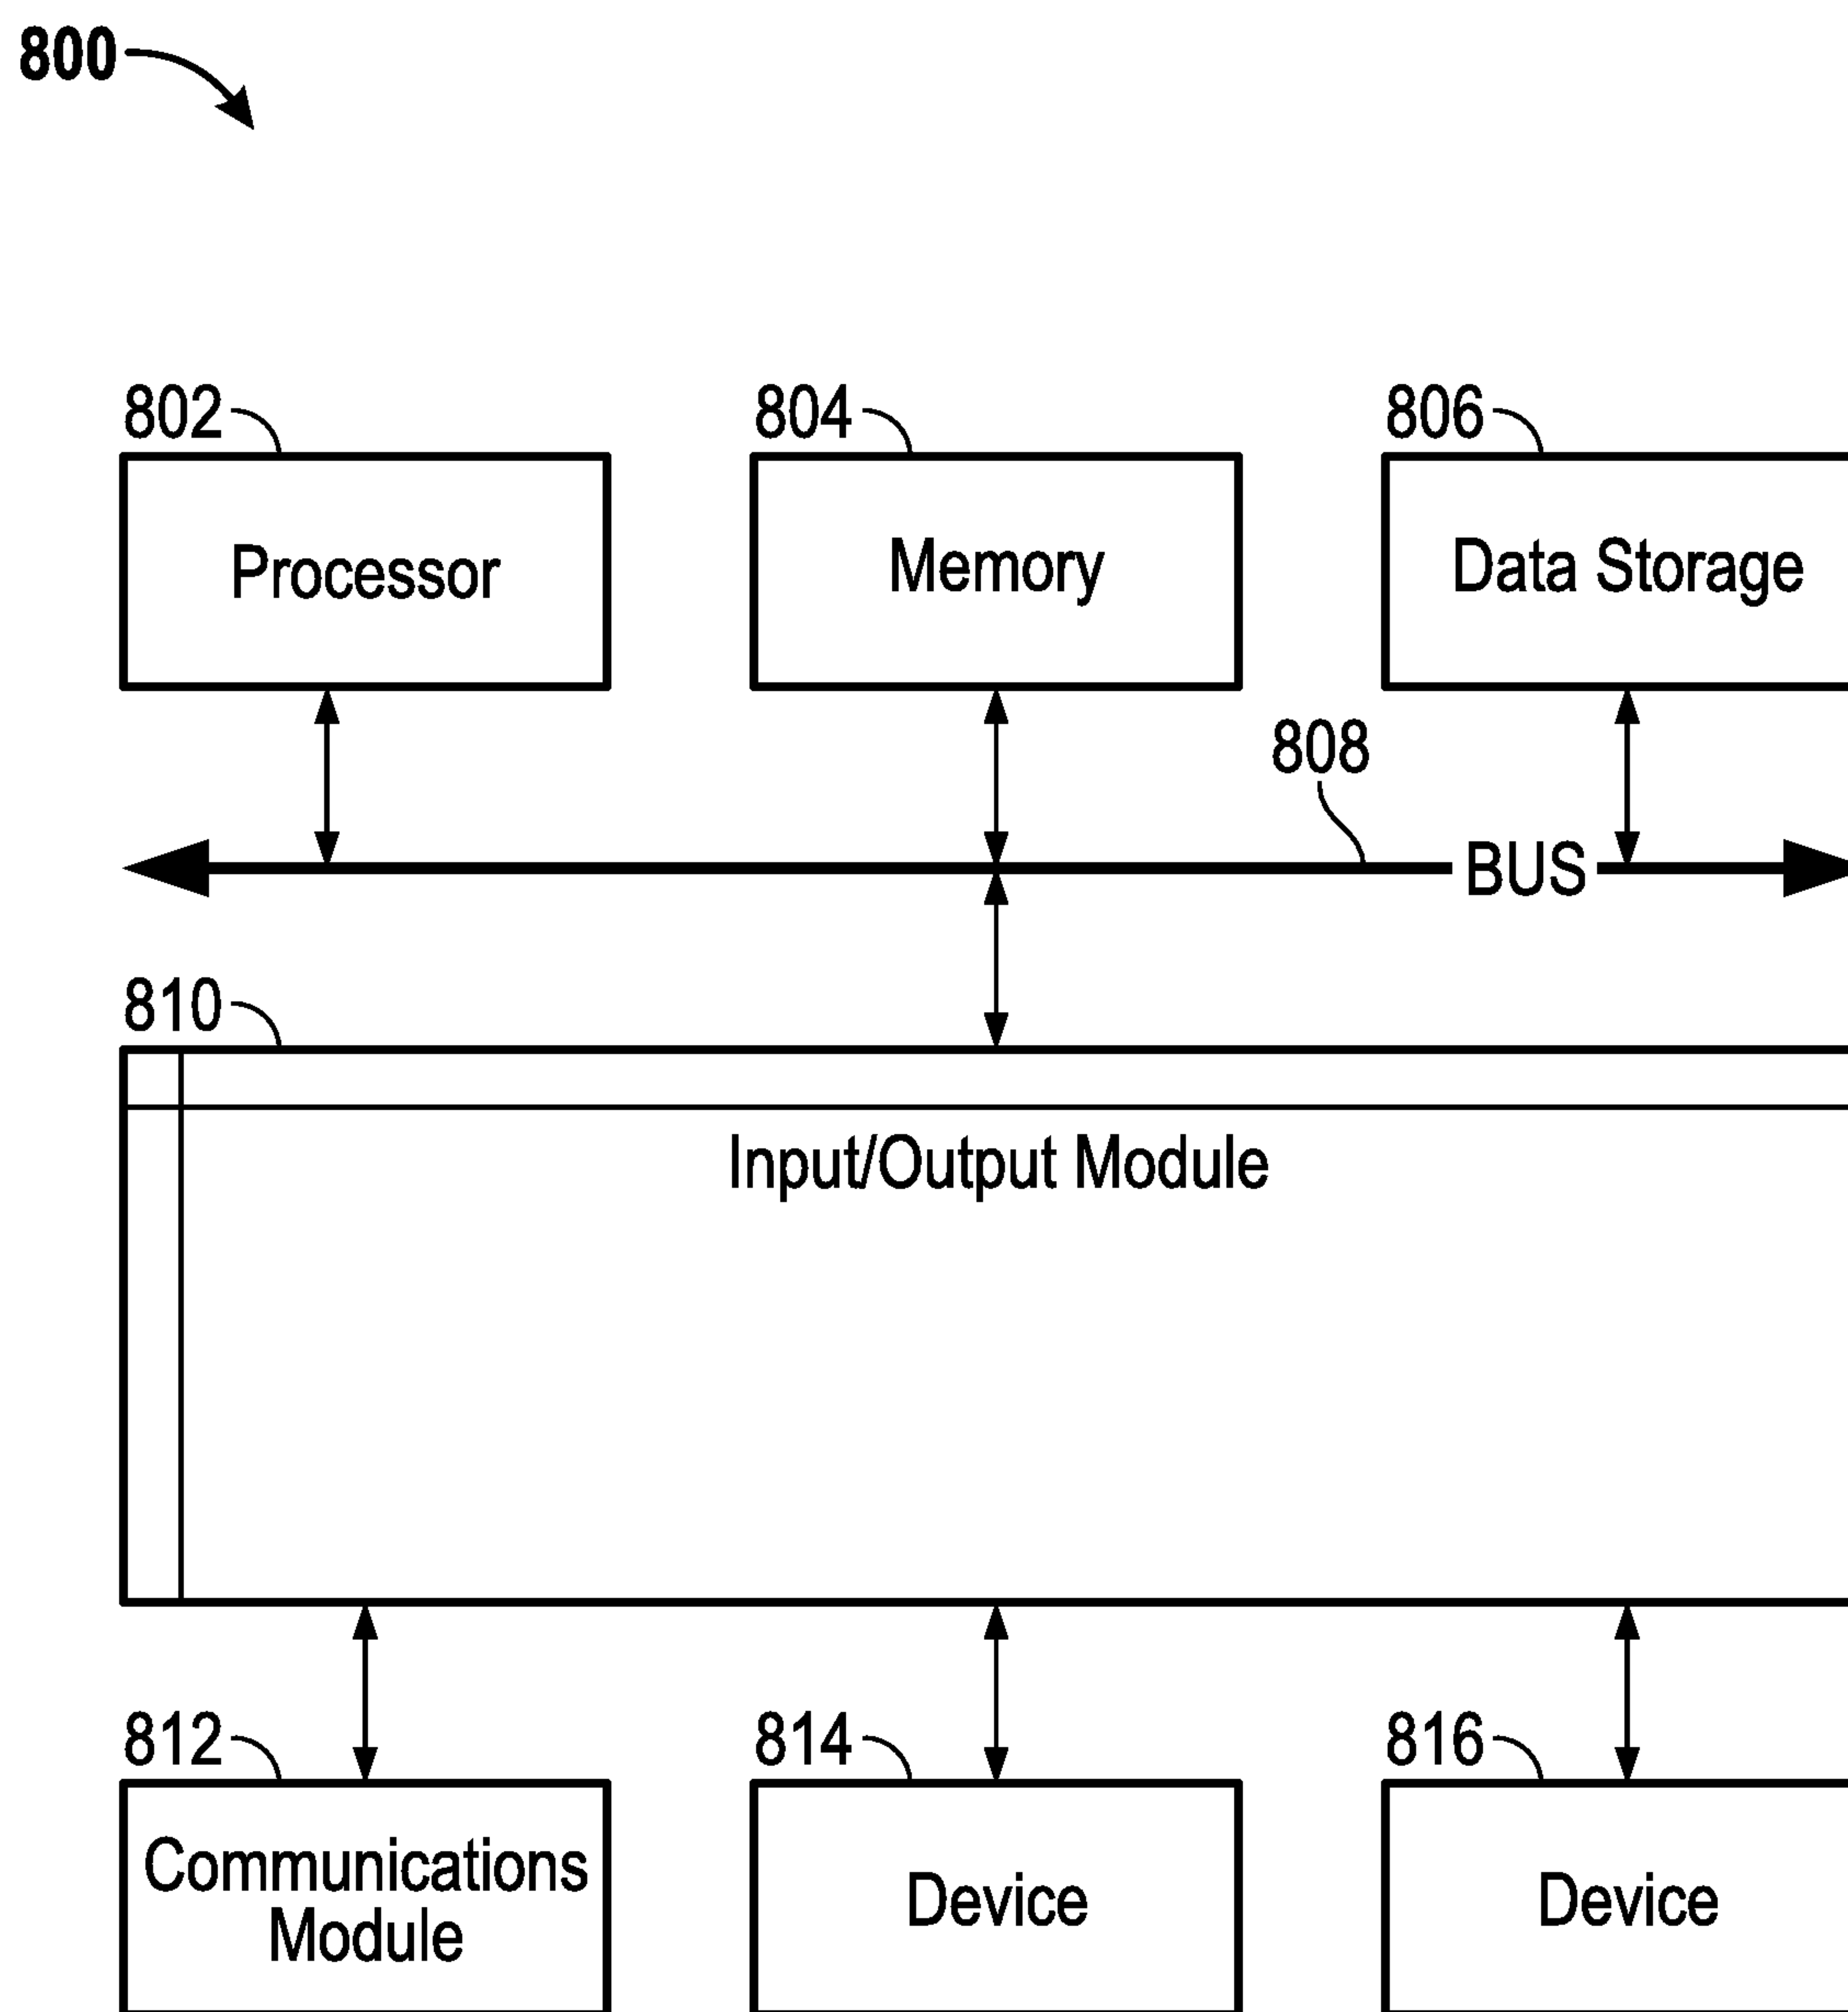 800
802
804
806
Processor
Memory
Data Storage
808
BUS
810
Input/Output Module
812
814
816
Communications
Module
Device
Device